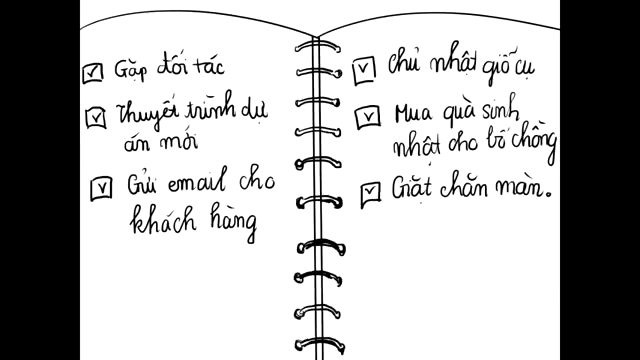 Gặp đối tác
Thuyết trình dự
án mới
Gửi email cho
khách hàng
Chủ nhật giỗ cụ
Mua quà sinh
nhật cho bố chồng
Giặt chăn màn.